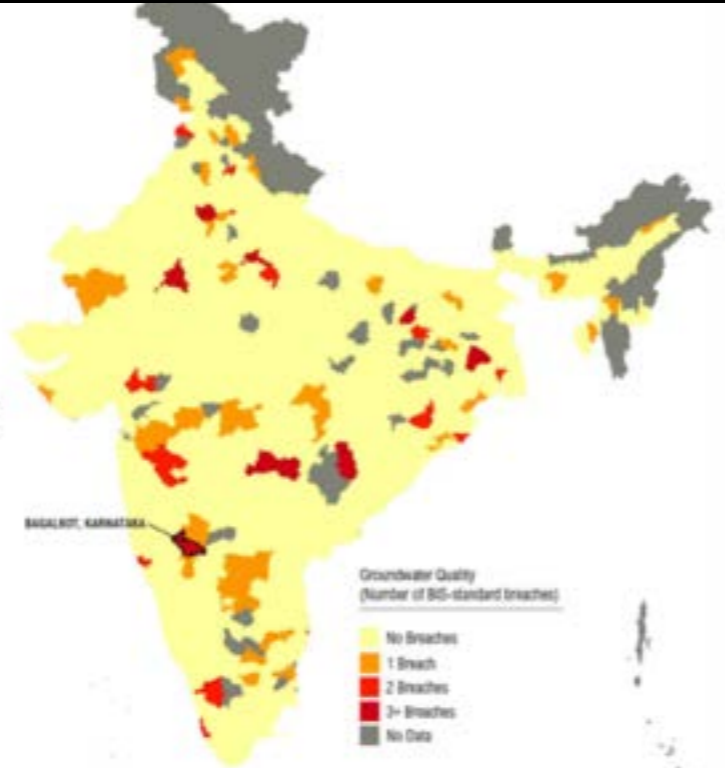 BAGALKOT, KARNATAKA
Groundwater Quality
(Number of BIS-standard breaches)
No Breaches
1 Breach
2 Breaches
3+ Breaches
No Data